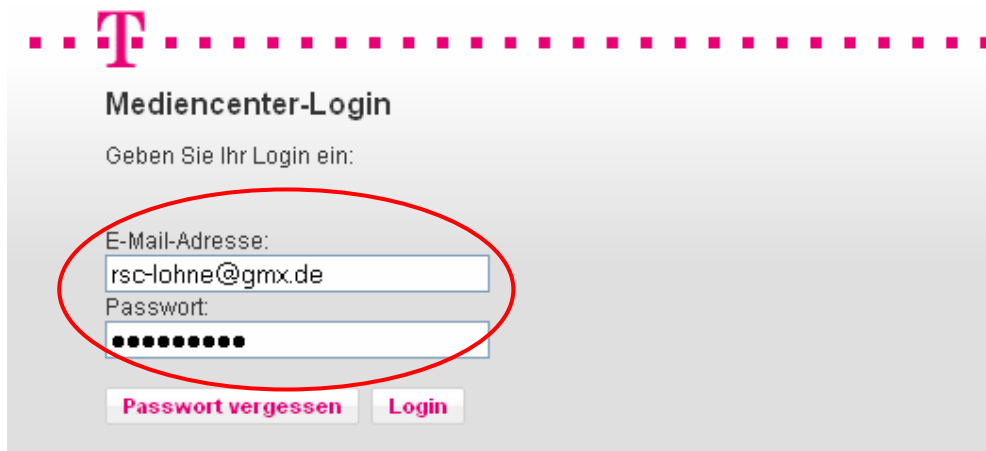 T
Mediencenter-Login
Geben Sie Ihr Login ein:
E-Mail-Adresse:
rsc-lohne@gmx.de
Passwort:
●●●●●●●●●
Passwort vergessen Login